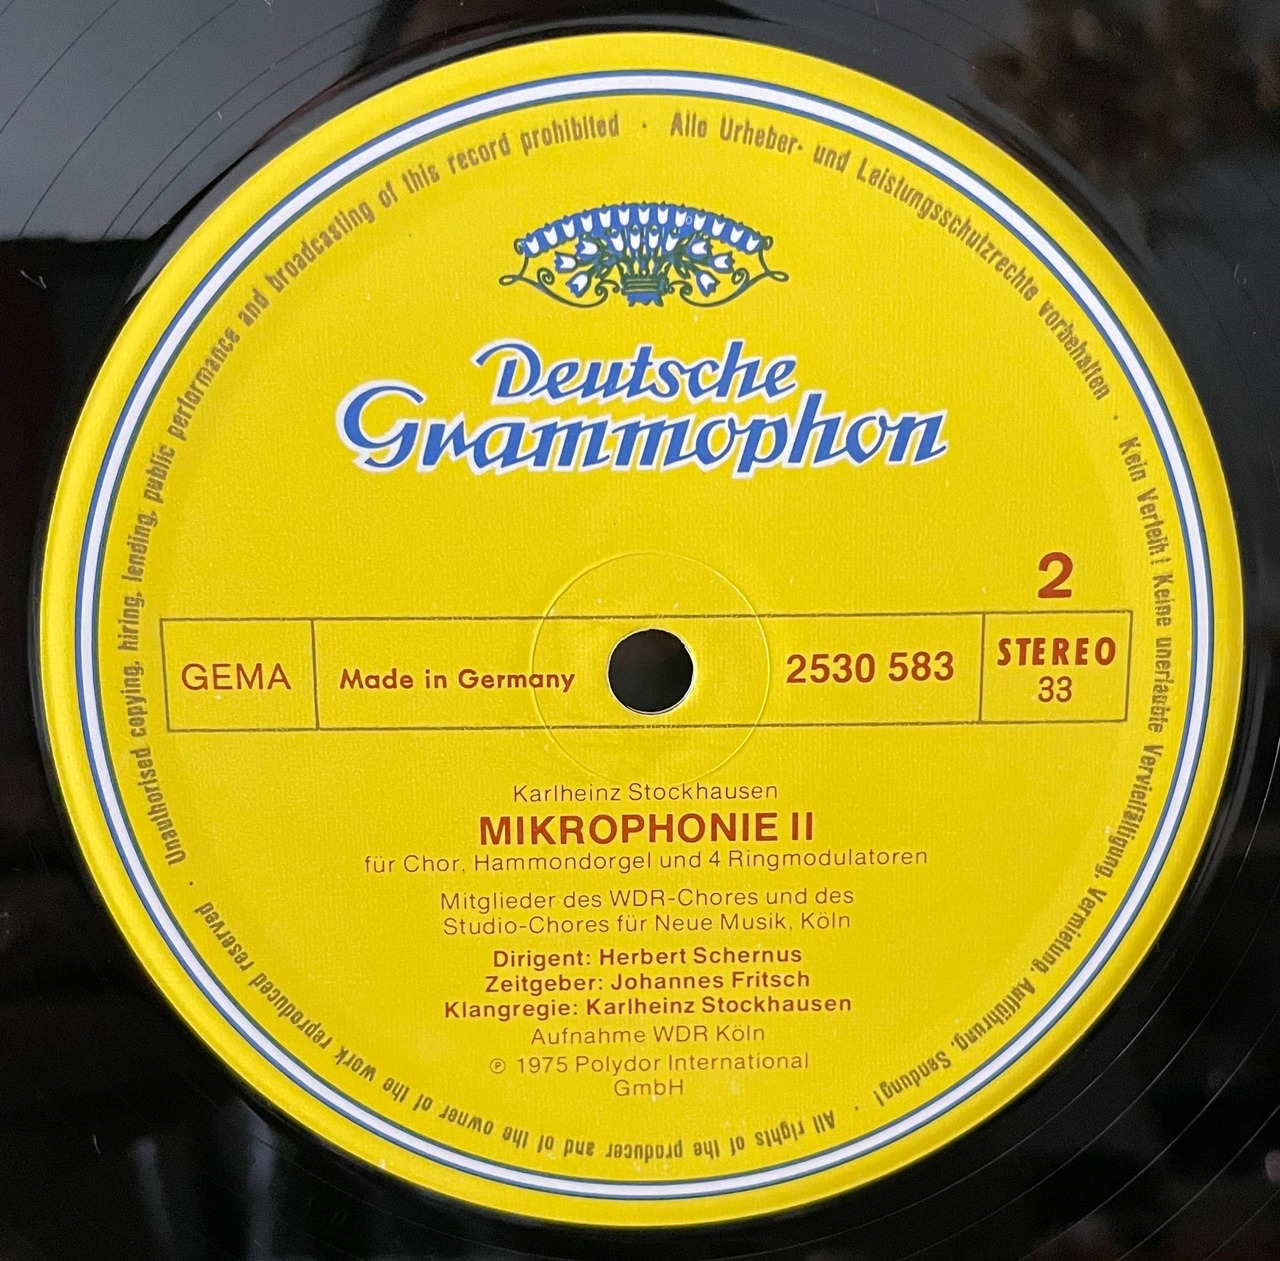 Unauthorised copying, hiring, lending, public performance and broadcasting of this record prohibited · Alle Urheber- und Leistungsschutzrechte vorbehalten · Kein Verleih! Keine unerlaubte Vervielfältigung, Vermietung, Aufführung, Sendung! · All rights of the producer and of the owner of the work reproduced reserved ·
Deutsche
Grammophon
2
GEMA
Made in Germany
2530 583
STEREO
33
Karlheinz Stockhausen
MIKROPHONIE II
für Chor, Hammondorgel und 4 Ringmodulatoren
Mitglieder des WDR-Chores und des
Studio-Chores für Neue Musik, Köln
Dirigent: Herbert Schernus
Zeitgeber: Johannes Fritsch
Klangregie: Karlheinz Stockhausen
Aufnahme WDR Köln
℗ 1975 Polydor International
GmbH